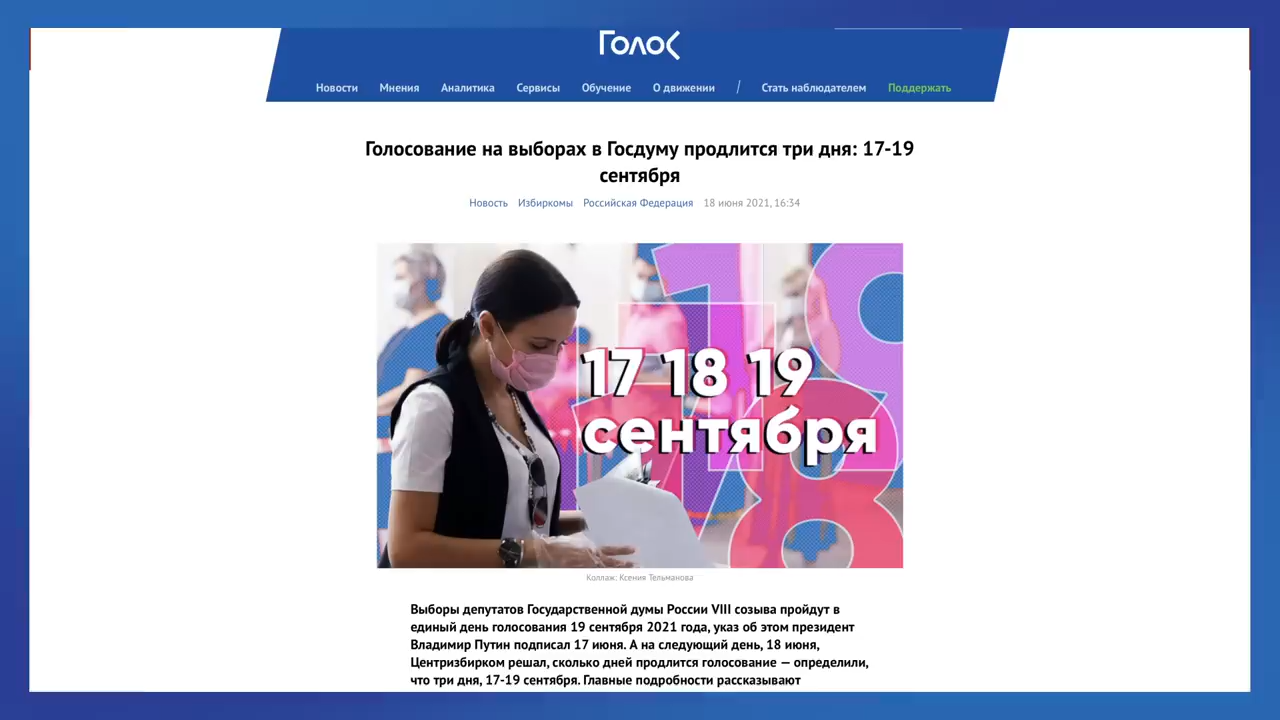 Голос
Новости Мнения Аналитика Сервисы Обучение О движении / Стать наблюдателем Поддержать
Голосование на выборах в Госдуму продлится три дня: 17-19
сентября
Новость Избиркомы Российская Федерация 18 июня 2021, 16:34
19
18
17 18 19
сентября
Коллаж: Ксения Тельманова
Выборы депутатов Государственной думы России VIII созыва пройдут в
единый день голосования 19 сентября 2021 года, указ об этом президент
Владимир Путин подписал 17 июня. А на следующий день, 18 июня,
Центризбирком решал, сколько дней продлится голосование — определили,
что три дня, 17-19 сентября. Главные подробности рассказывают